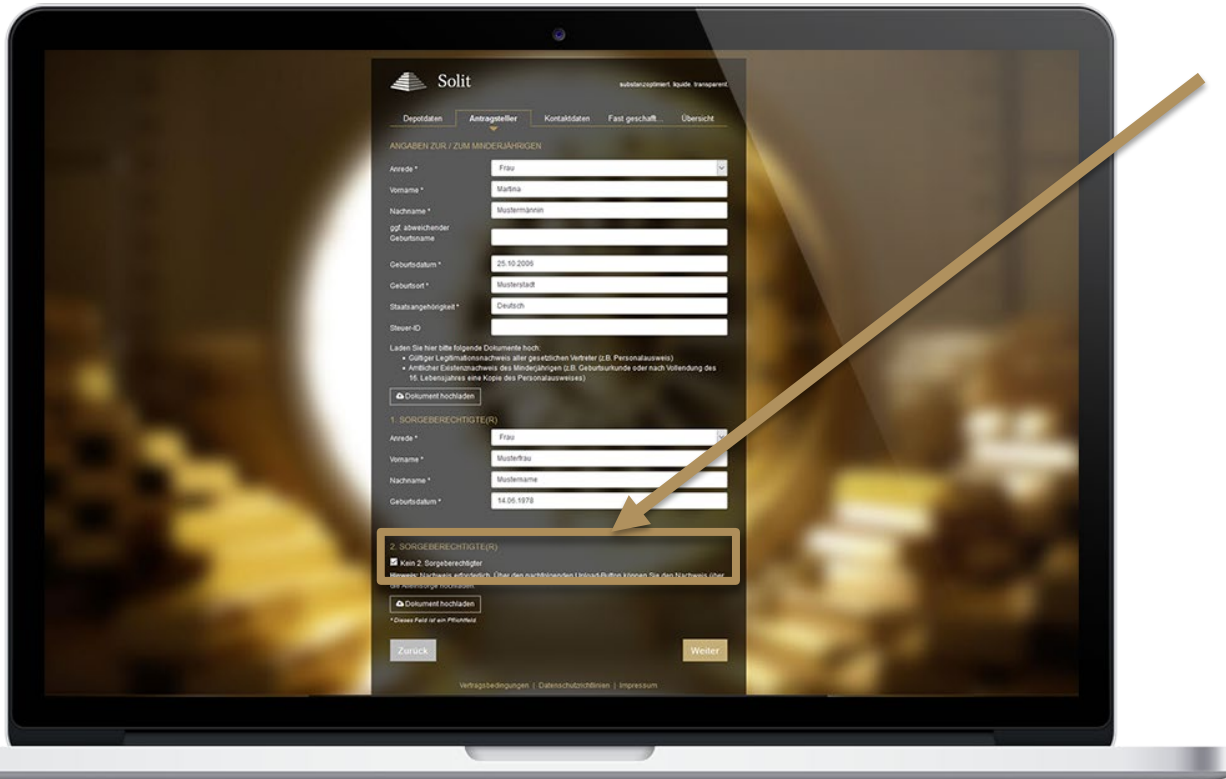 Solit
substanzoptimiert. liquide. transparent.
Depotdaten Antragsteller Kontaktdaten Fast geschafft... Übersicht
ANGABEN ZUR / ZUM MINDERJÄHRIGEN
Anrede * Frau
Vorname * Martina
Nachname * Mustermännin
ggf. abweichender
Geburtsname
Geburtsdatum * 25.10.2006
Geburtsort * Musterstadt
Staatsangehörigkeit * Deutsch
Steuer-ID
Laden Sie hier bitte folgende Dokumente hoch:
• Gültiger Legitimationsnachweis aller gesetzlichen Vertreter (z.B. Personalausweis)
• Amtlicher Existenznachweis des Minderjährigen (z.B. Geburtsurkunde oder nach Vollendung des
16. Lebensjahres eine Kopie des Personalausweises)
Dokument hochladen
1. SORGEBERECHTIGTE(R)
Anrede * Frau
Vorname * Musterfrau
Nachname * Mustername
Geburtsdatum * 14.05.1978
2. SORGEBERECHTIGTE(R)
Kein 2. Sorgeberechtigter
Hinweis: Nachweis erforderlich. Über den nachfolgenden Upload-Button können Sie den Nachweis über
die Alleinsorge hochladen.
Dokument hochladen
* Dieses Feld ist ein Pflichtfeld
Zurück Weiter
Vertragsbedingungen | Datenschutzrichtlinien | Impressum